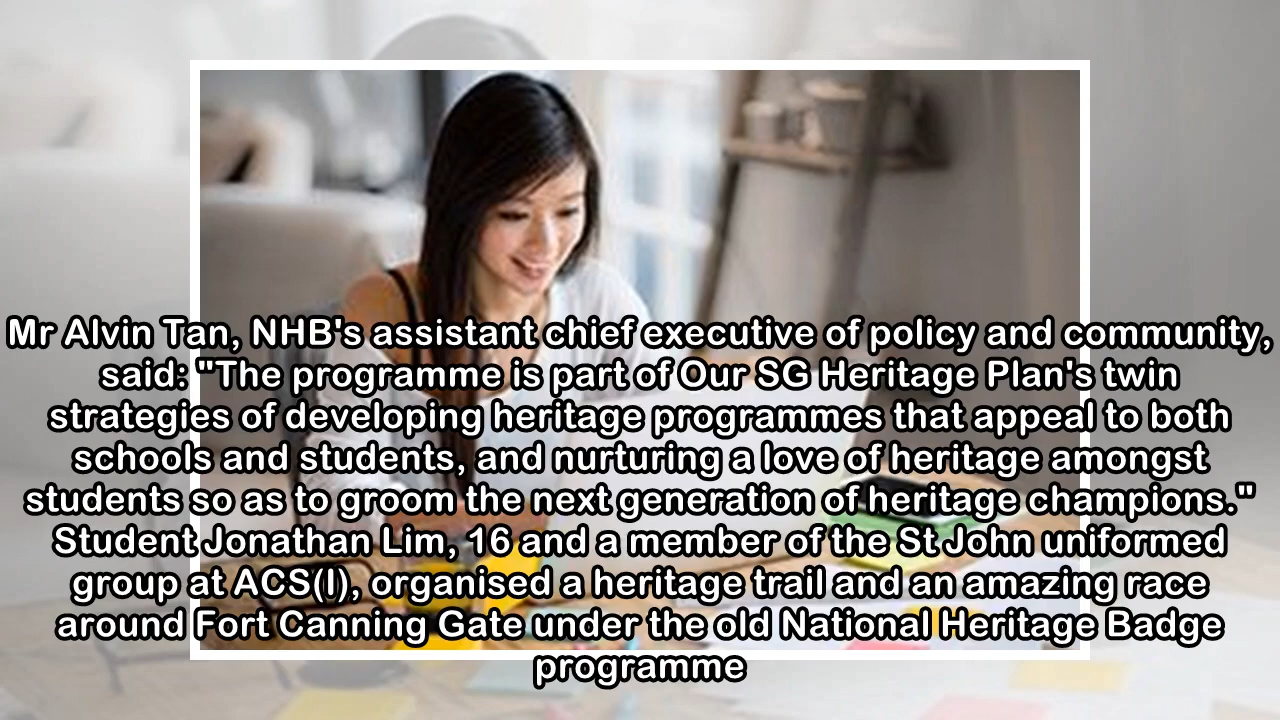 Mr Alvin Tan, NHB's assistant chief executive of policy and community,
said: "The programme is part of Our SG Heritage Plan's twin
strategies of developing heritage programmes that appeal to both
schools and students, and nurturing a love of heritage amongst
students so as to groom the next generation of heritage champions."
Student Jonathan Lim, 16 and a member of the St John uniformed
group at ACS(I), organised a heritage trail and an amazing race
around Fort Canning Gate under the old National Heritage Badge
programme